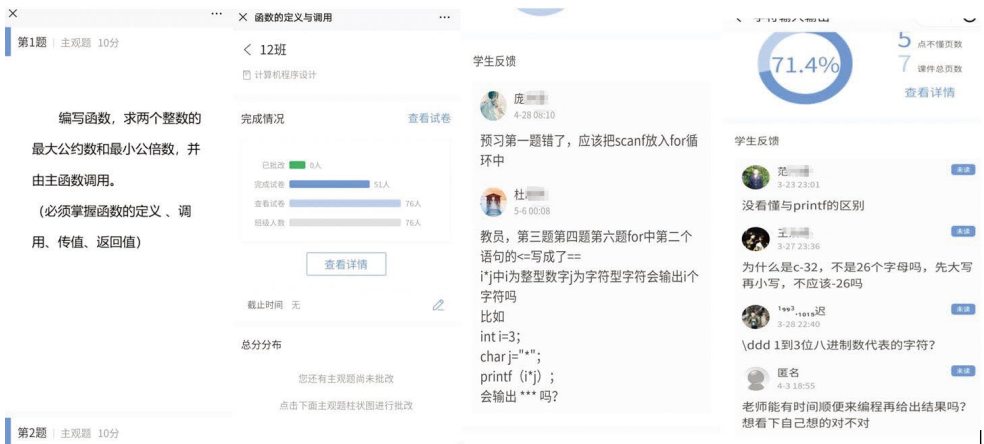 ×
···
第1题 | 主观题 10分
编写函数，求两个整数的
最大公约数和最小公倍数，并
由主函数调用。
（必须掌握函数的定义 、调
用、传值、返回值）
第2题 | 主观题 10分
× 函数的定义与调用
···
< 12班
计算机程序设计
完成情况 查看试卷
已批改 0人
完成试卷 51人
查看试卷 76人
班级人数 76人
查看详情
截止时间 无
总分分布
您还有主观题尚未批改
点击下面主观题柱状图进行批改
学生反馈
庞
4-28 08:10
预习第一题错了，应该把scanf放入for循
环中
杜
5-6 00:08
教员，第三题第四题第六题for中第二个
语句的<=写成了==
i*j中i为整型数字j为字符型字符会输出i个
字符吗
比如
int i=3；
char j="*"；
printf（i*j）；
会输出 *** 吗？
71.4%
5 点不懂页数
7 课件总页数
查看详情
学生反馈
范
未读
3-23 23:01
没看懂与printf的区别
王
未读
3-27 23:36
为什么是c-32，不是26个字母吗，先大写
再小写，不应该-26吗
¹⁹⁹³·₁₀₁₅迟
未读
3-28 22:40
\ddd 1到3位八进制数代表的字符？
匿名
未读
4-3 18:55
老师能有时间顺便来编程再给出结果吗？
想看下自己想的对不对